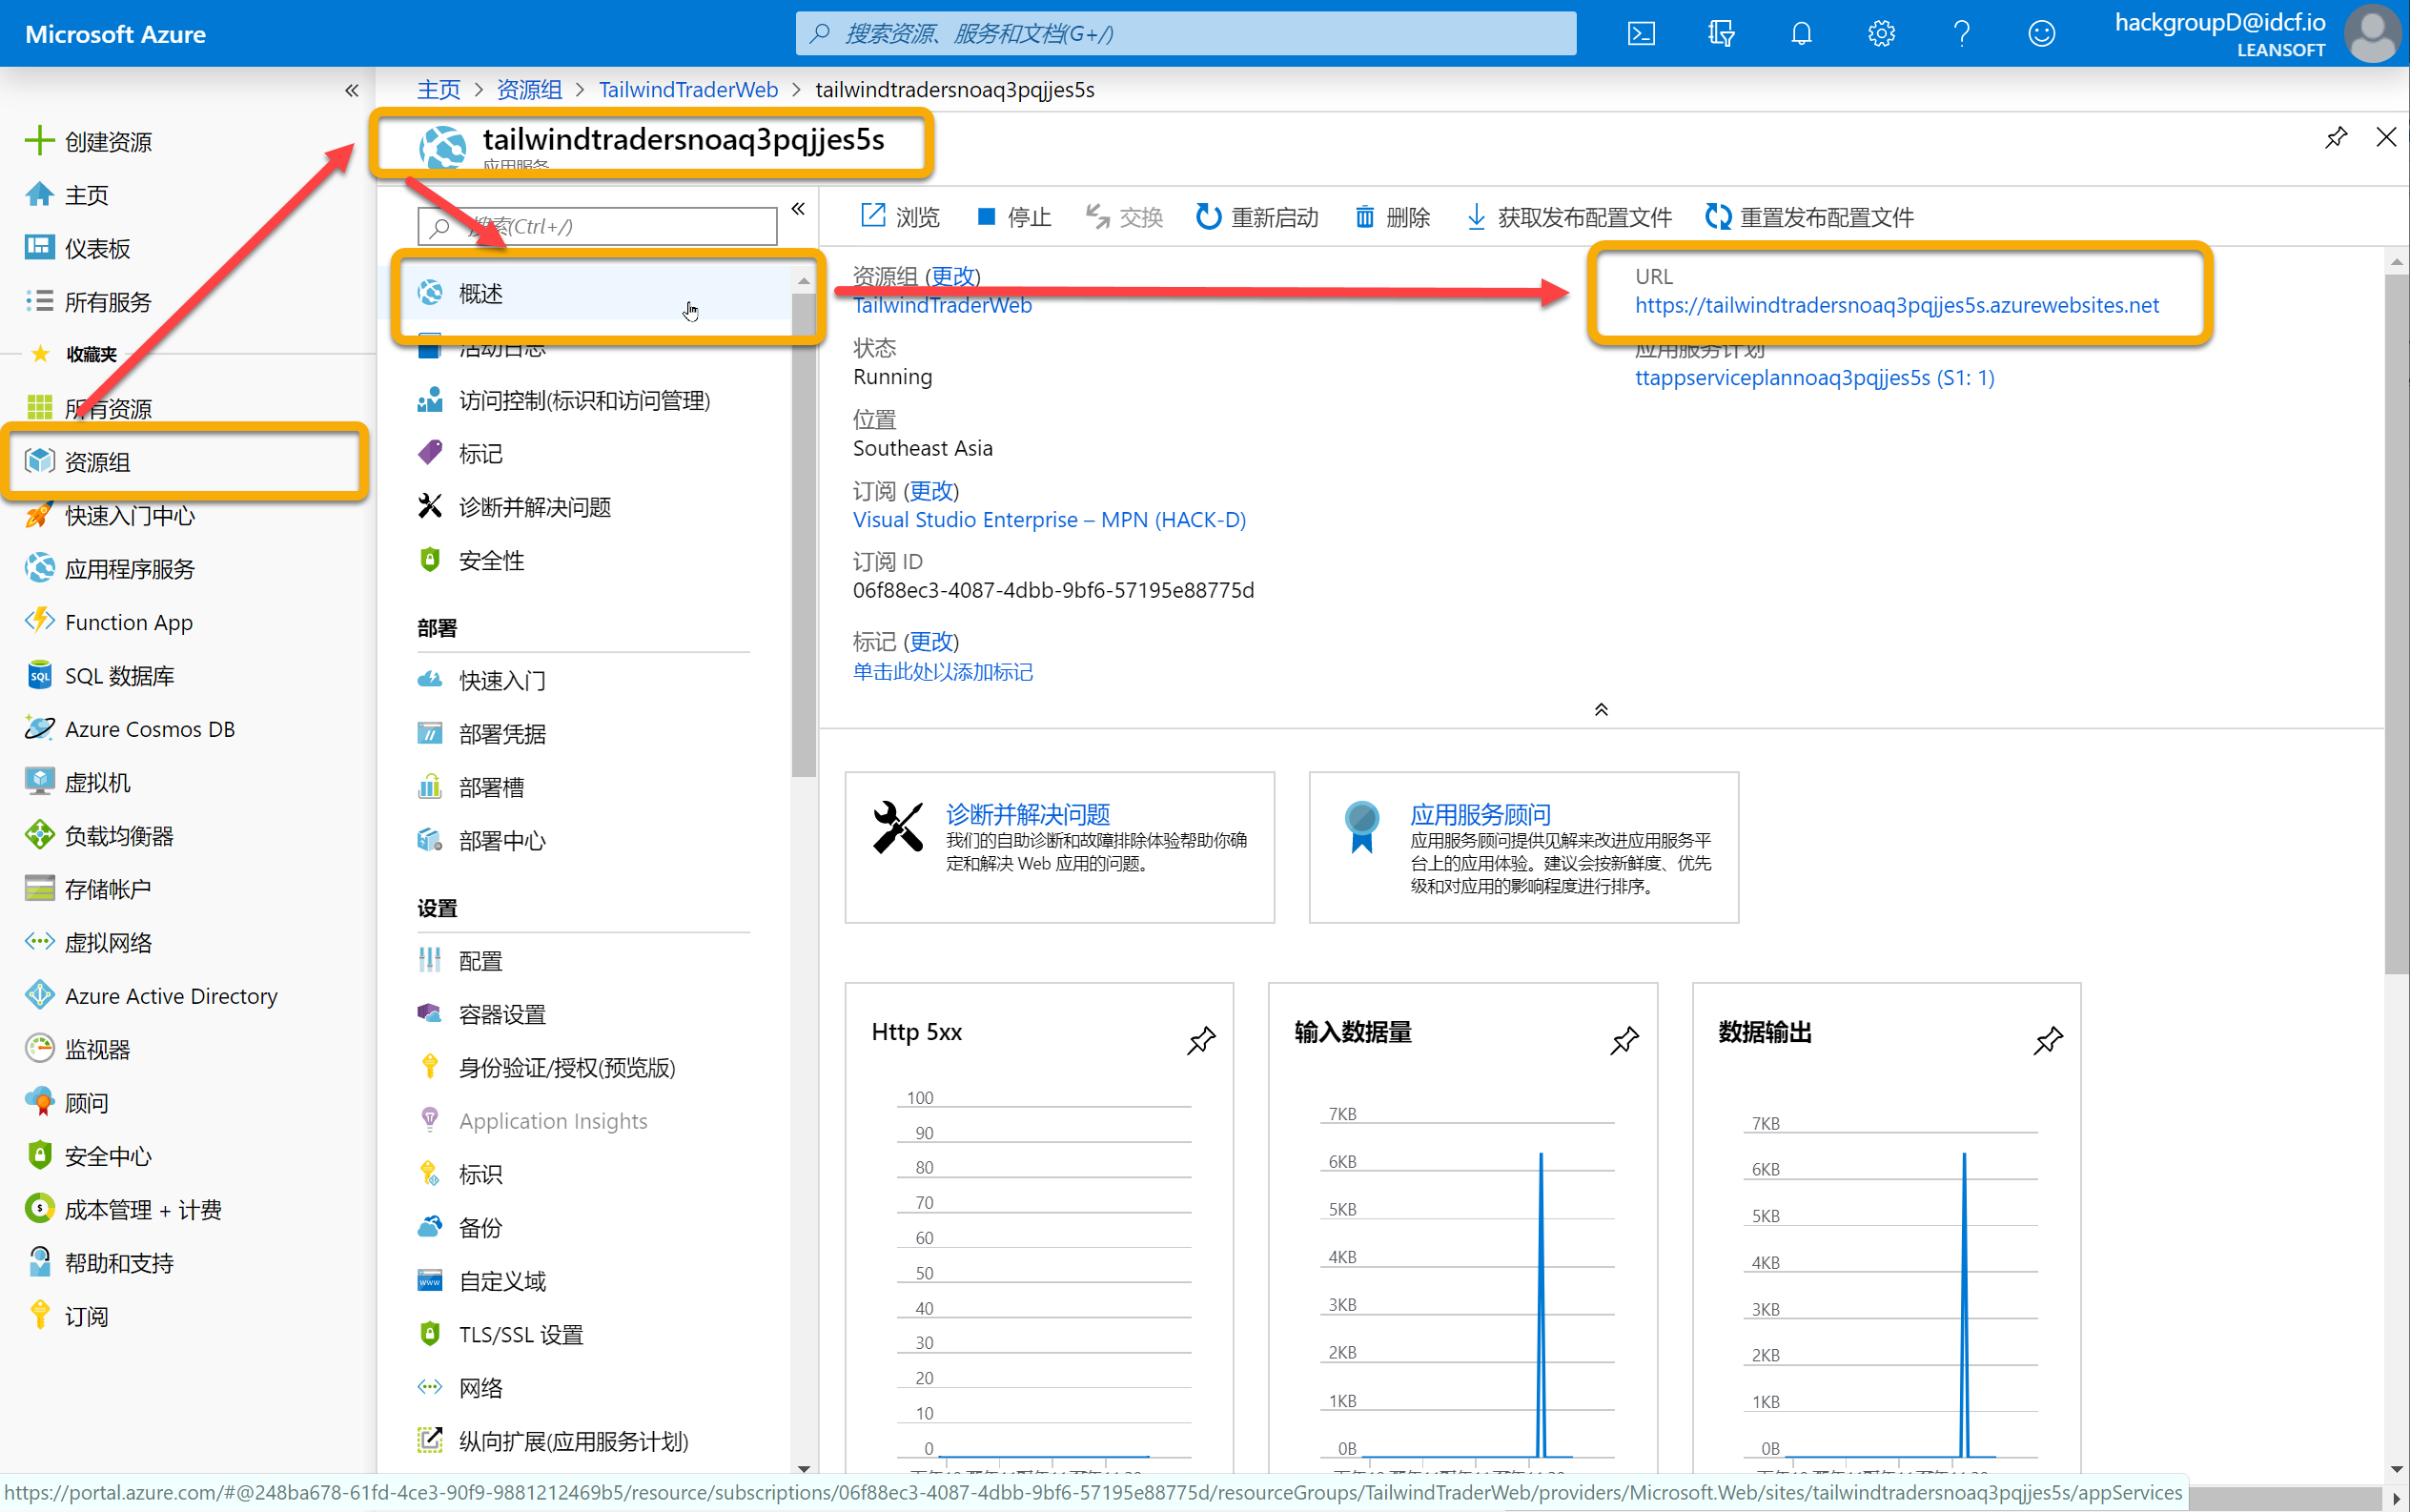 Microsoft Azure
搜索资源、服务和文档(G+/)
hackgroupD@idcf.io
LEANSOFT
主页 > 资源组 > TailwindTraderWeb > tailwindtradersnoaq3pqjjes5s
tailwindtradersnoaq3pqjjes5s
应用服务
创建资源
主页
仪表板
所有服务
收藏夹
所有资源
资源组
快速入门中心
应用程序服务
Function App
SQL 数据库
Azure Cosmos DB
虚拟机
负载均衡器
存储帐户
虚拟网络
Azure Active Directory
监视器
顾问
安全中心
成本管理 + 计费
帮助和支持
订阅
搜索(Ctrl+/)
概述
活动日志
访问控制(标识和访问管理)
标记
诊断并解决问题
安全性
部署
快速入门
部署凭据
部署槽
部署中心
设置
配置
容器设置
身份验证/授权(预览版)
Application Insights
标识
备份
自定义域
TLS/SSL 设置
网络
纵向扩展(应用服务计划)
浏览 停止 交换 重新启动 删除 获取发布配置文件 重置发布配置文件
资源组 (更改)
TailwindTraderWeb
状态
Running
位置
Southeast Asia
订阅 (更改)
Visual Studio Enterprise – MPN (HACK-D)
订阅 ID
06f88ec3-4087-4dbb-9bf6-57195e88775d
标记 (更改)
单击此处以添加标记
URL
https://tailwindtradersnoaq3pqjjes5s.azurewebsites.net
应用服务计划
ttappserviceplannoaq3pqjjes5s (S1: 1)
诊断并解决问题
我们的自助诊断和故障排除体验帮助你确
定和解决 Web 应用的问题。
应用服务顾问
应用服务顾问提供见解来改进应用服务平
台上的应用体验。建议会按新鲜度、优先
级和对应用的影响程度进行排序。
Http 5xx
100
90
80
70
60
50
40
30
20
10
0
输入数据量
7KB
6KB
5KB
4KB
3KB
2KB
1KB
0B
数据输出
7KB
6KB
5KB
4KB
3KB
2KB
1KB
0B
https://portal.azure.com/#@248ba678-61fd-4ce3-90f9-9881212469b5/resource/subscriptions/06f88ec3-4087-4dbb-9bf6-57195e88775d/resourceGroups/TailwindTraderWeb/providers/Microsoft.Web/sites/tailwindtradersnoaq3pqjjes5s/appServices